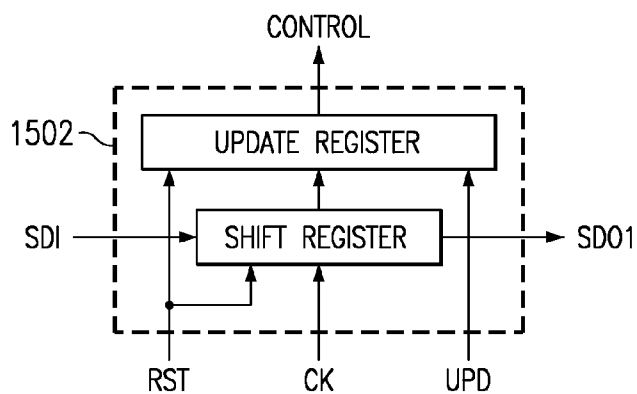 CONTROL
1502
UPDATE REGISTER
SDI
SHIFT REGISTER
SDO1
RST
CK
UPD